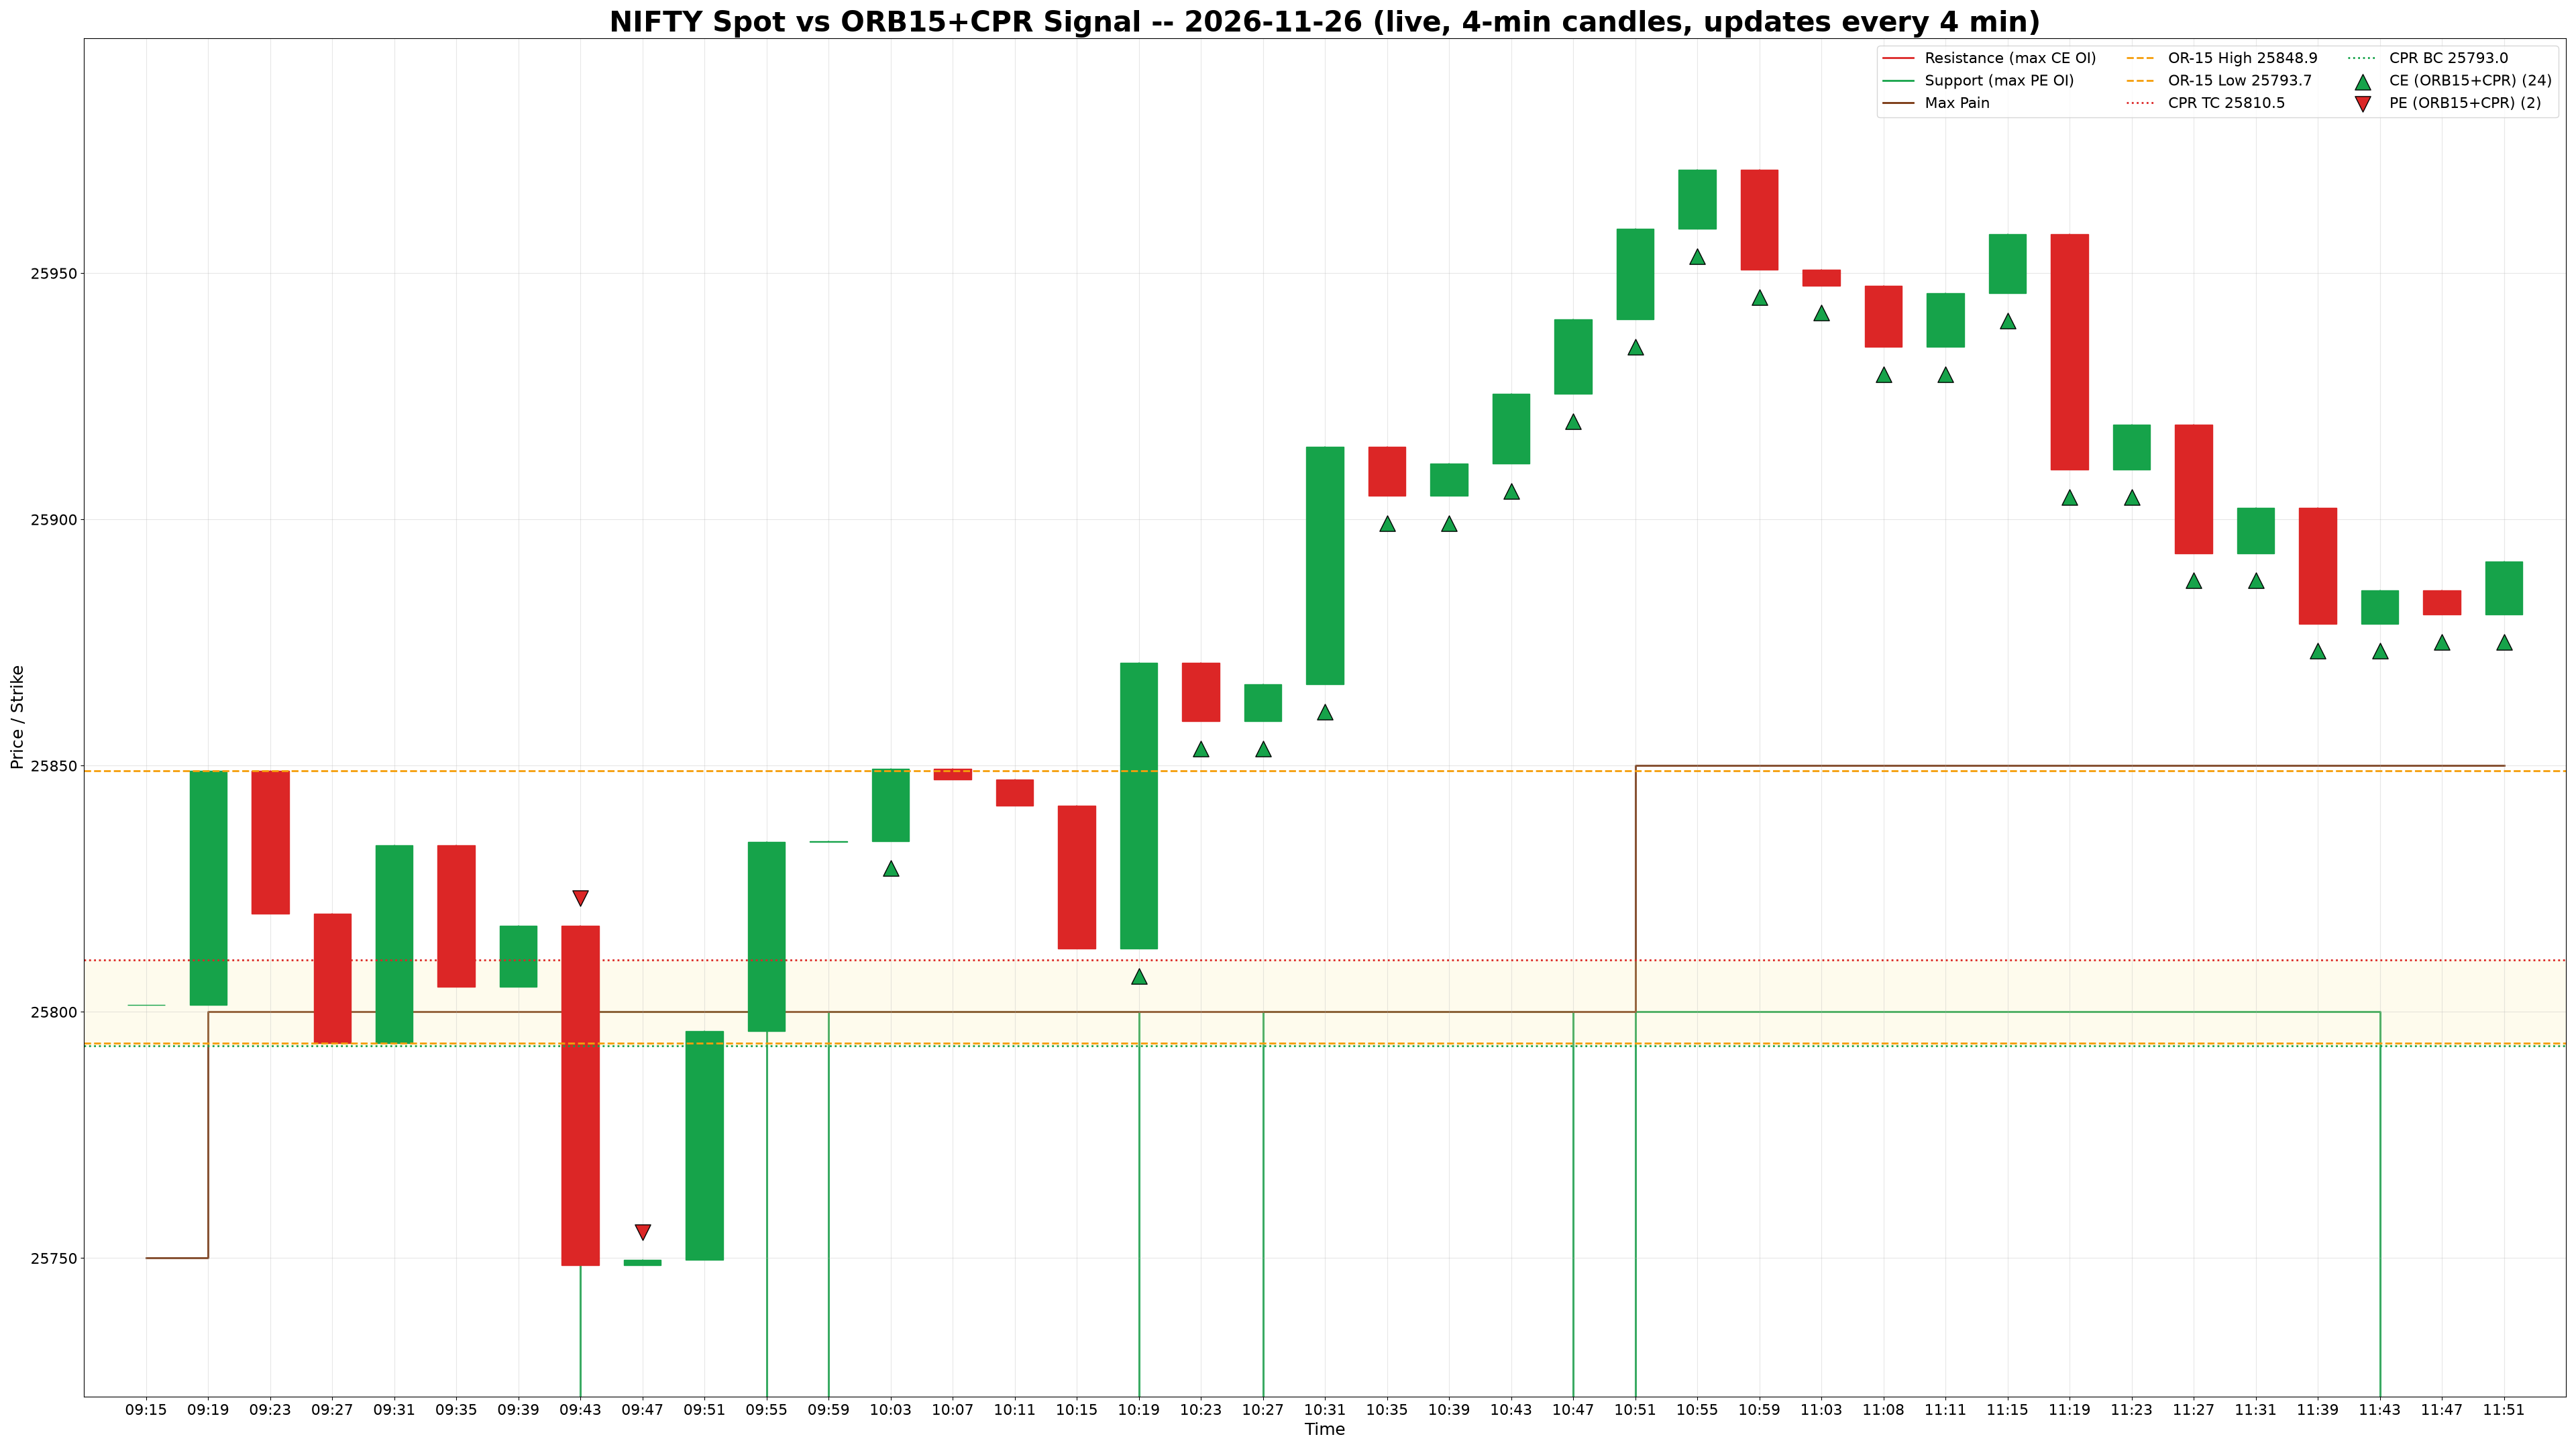 NIFTY Spot vs ORB15+CPR Signal -- 2026-11-26 (live, 4-min candles, updates every 4 min)
Resistance (max CE OI)
Support (max PE OI)
Max Pain
OR-15 High 25848.9
OR-15 Low 25793.7
CPR TC 25810.5
CPR BC 25793.0
CE (ORB15+CPR) (24)
PE (ORB15+CPR) (2)
Price / Strike
25950
25900
25850
25800
25750
09:15 09:19 09:23 09:27 09:31 09:35 09:39 09:43 09:47 09:51 09:55 09:59 10:03 10:07 10:11 10:15 10:19 10:23 10:27 10:31 10:35 10:39 10:43 10:47 10:51 10:55 10:59 11:03 11:08 11:11 11:15 11:19 11:23 11:27 11:31 11:39 11:43 11:47 11:51
Time